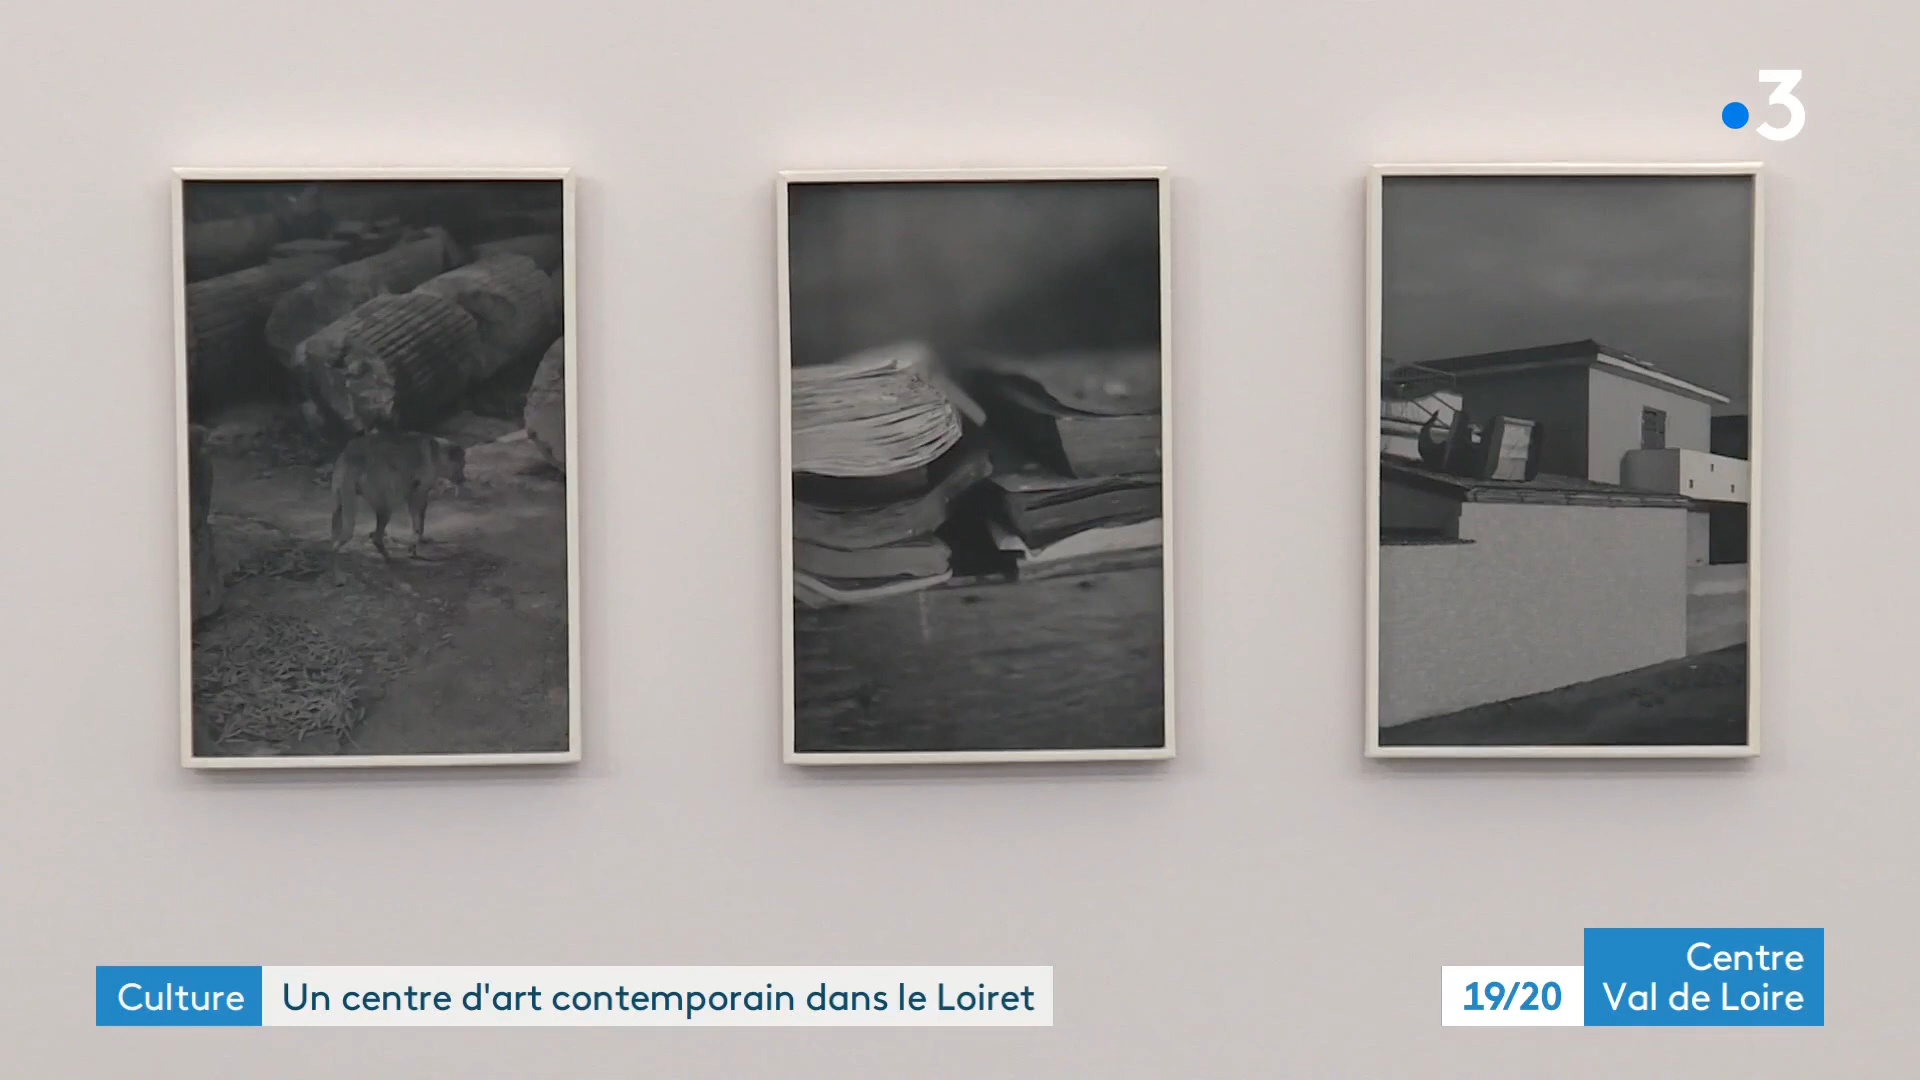 3
Culture
Un centre d'art contemporain dans le Loiret
19/20
Centre
Val de Loire